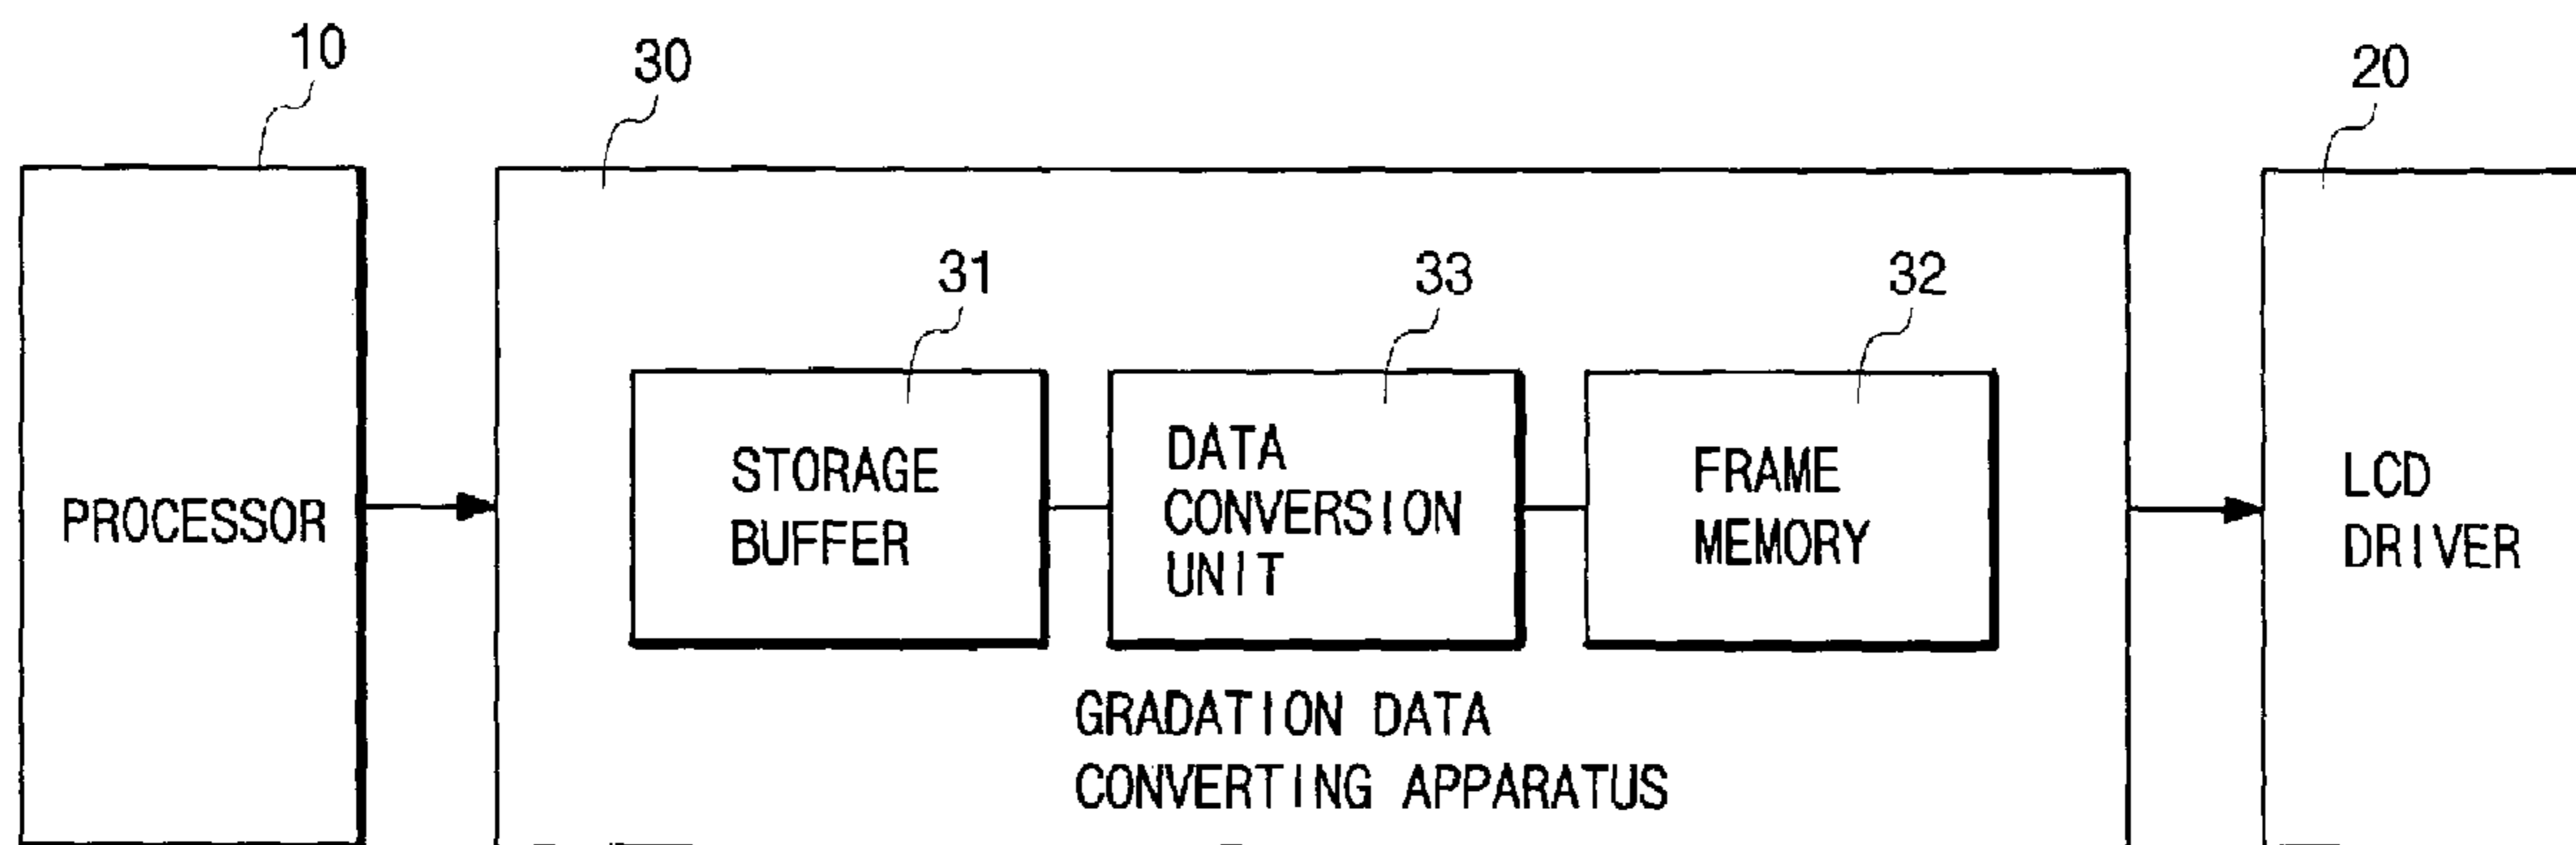 10
30
20
31
33
32
PROCESSOR
STORAGE
BUFFER
DATA
CONVERSION
UNIT
FRAME
MEMORY
LCD
DRIVER
GRADATION DATA
CONVERTING APPARATUS